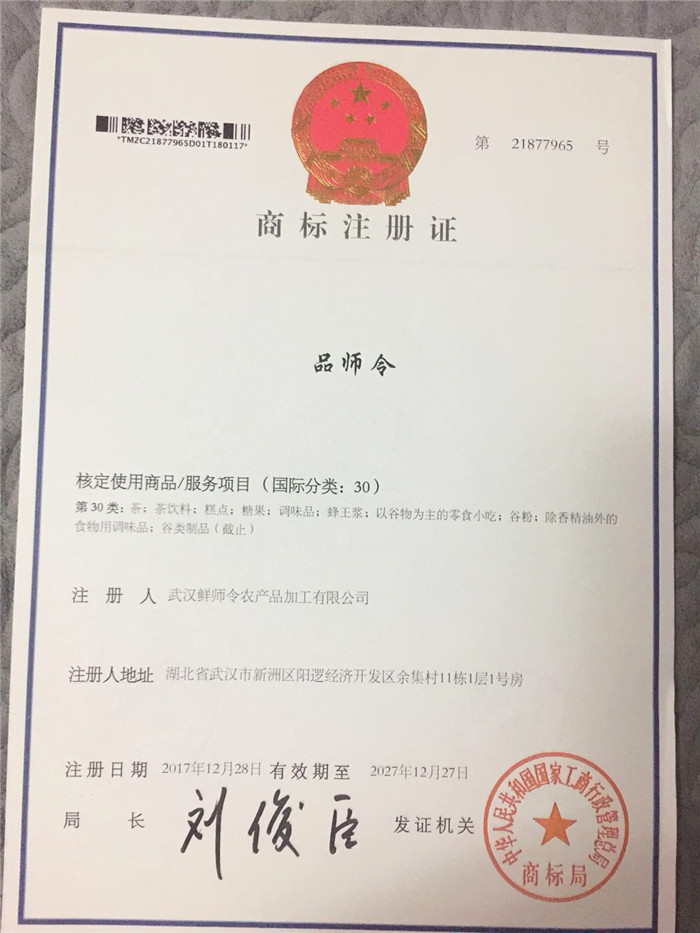 *TMZC21877965D01T180117*
第 21877965 号
商标注册证
品师令
核定使用商品/服务项目（国际分类：30）
第30类：茶；茶饮料；糕点；糖果；调味品；蜂王浆；以谷物为主的零食小吃；谷粉；除香精油外的
食物用调味品；谷类制品（截止）
注册人 武汉鲜师令农产品加工有限公司
注册人地址 湖北省武汉市新洲区阳逻经济开发区余集村11栋1层1号房
注册日期 2017年12月28日 有效期至 2027年12月27日
局长 刘俊臣 发证机关
中华人民共和国国家工商行政管理总局
商标局